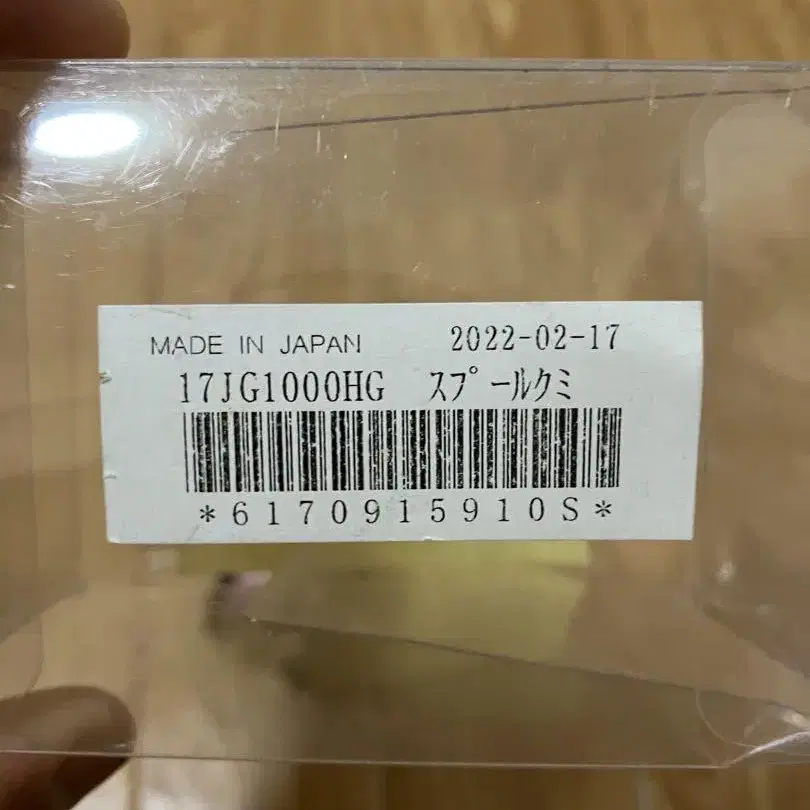 MADE IN JAPAN 2022-02-17
17JG1000HG ｽﾌﾟｰﾙｸﾐ
*6170915910S*